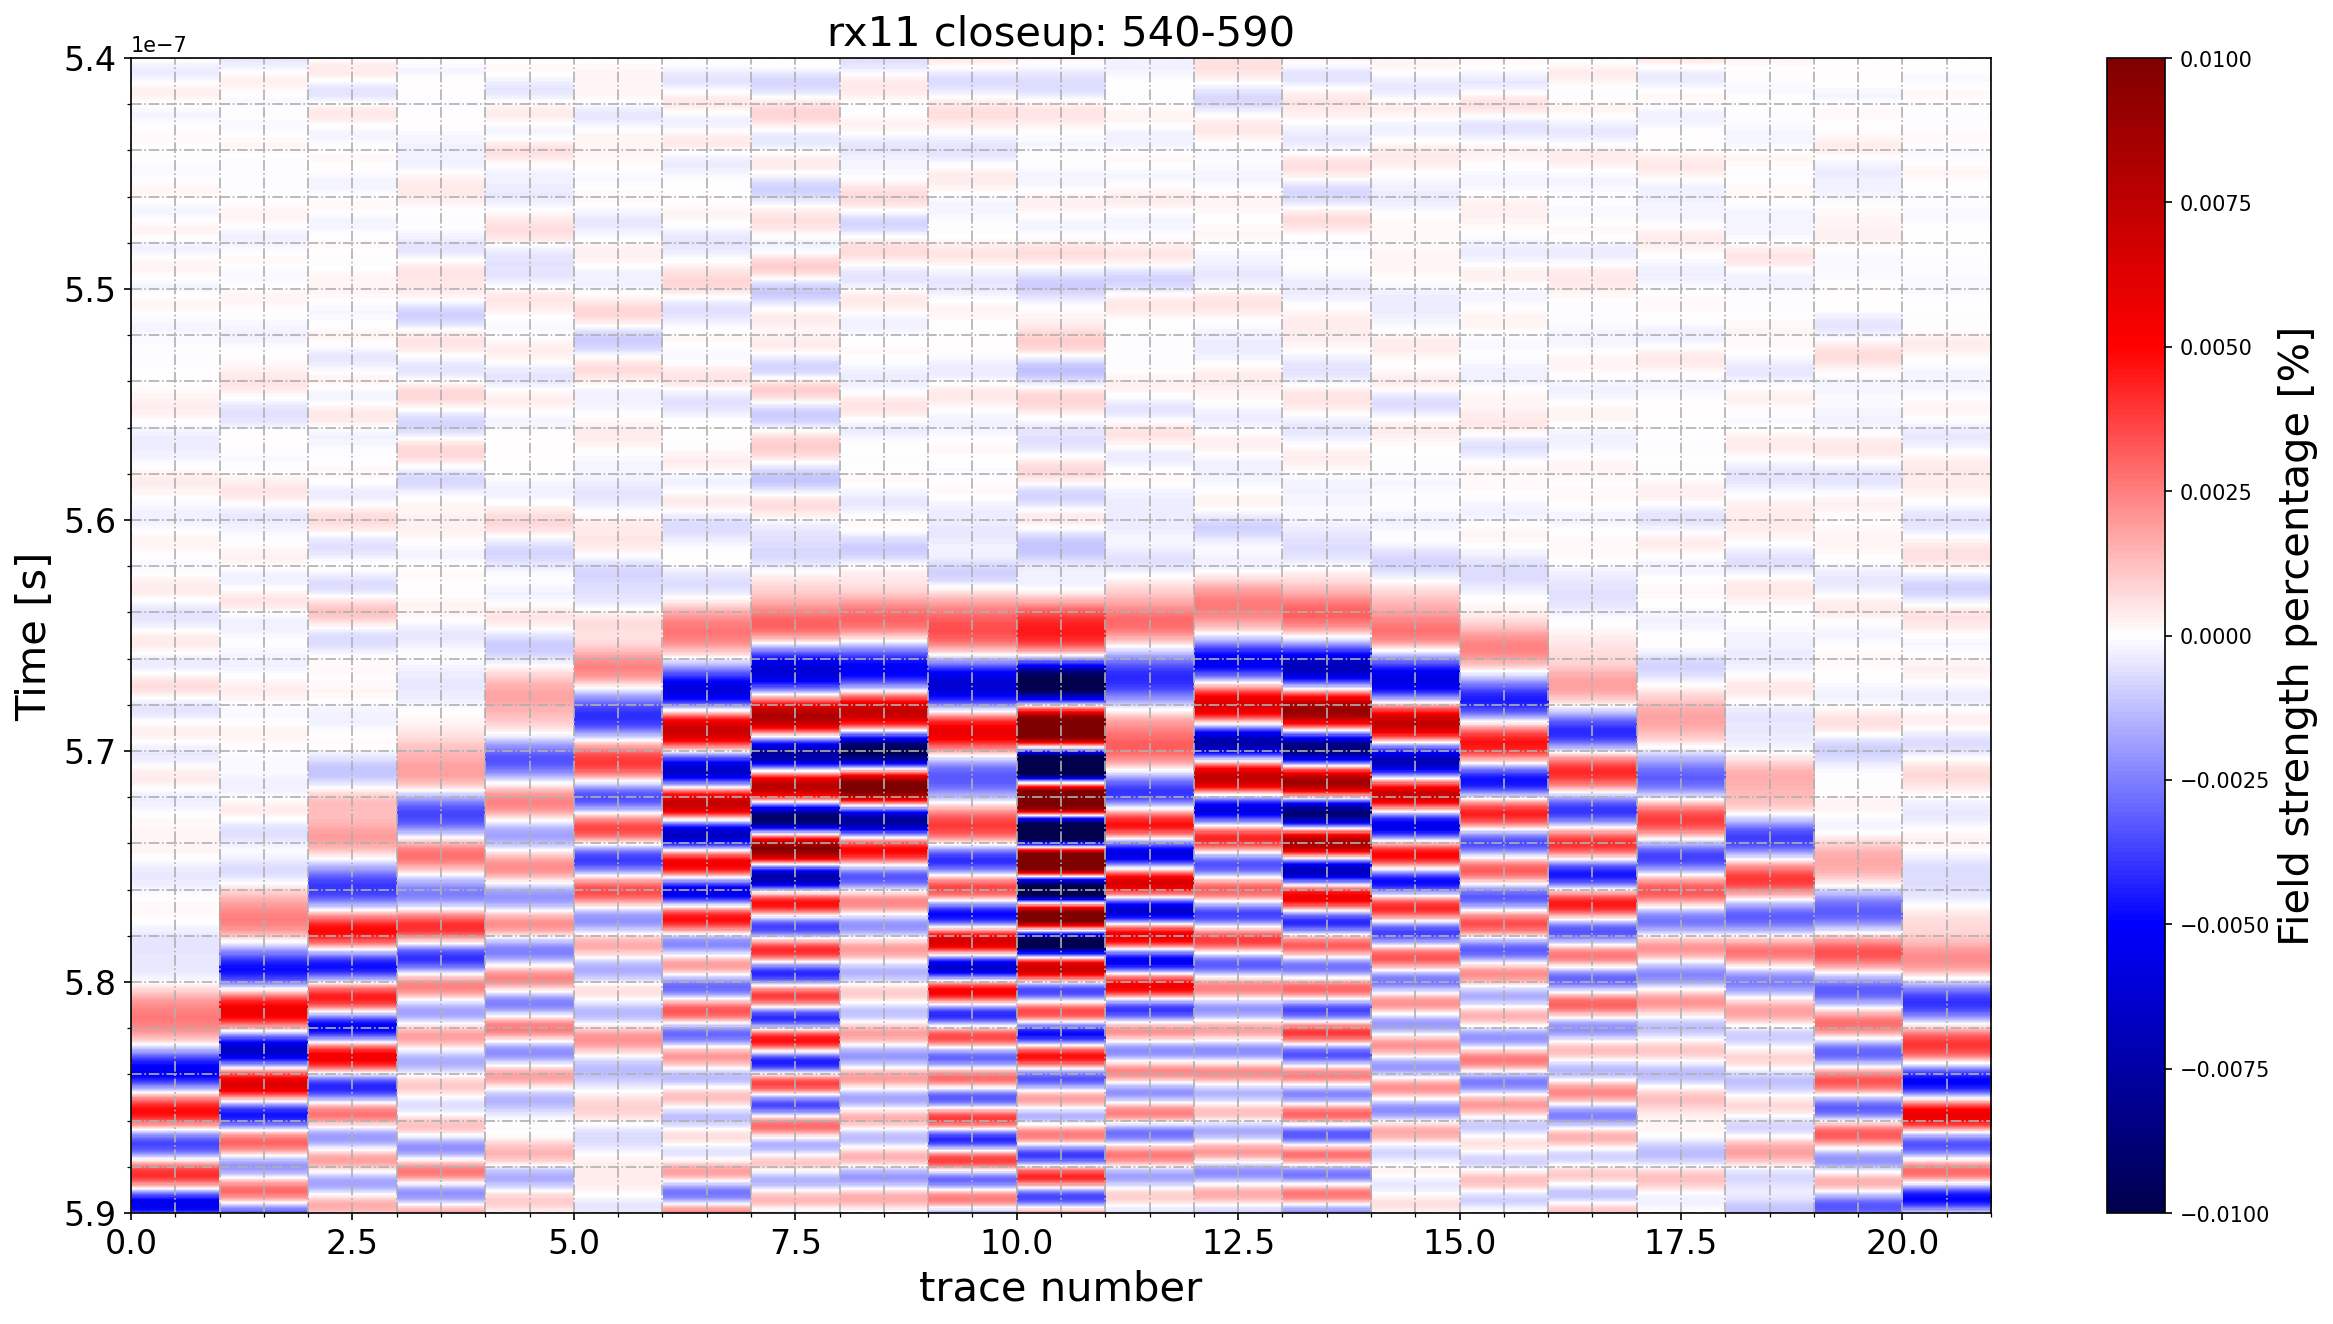 rx11 closeup: 540-590
1e−7
5.4
5.5
5.6
5.7
5.8
5.9
Time [s]
0.0 2.5 5.0 7.5 10.0 12.5 15.0 17.5 20.0
trace number
0.0100
0.0075
0.0050
0.0025
0.0000
−0.0025
−0.0050
−0.0075
−0.0100
Field strength percentage [%]